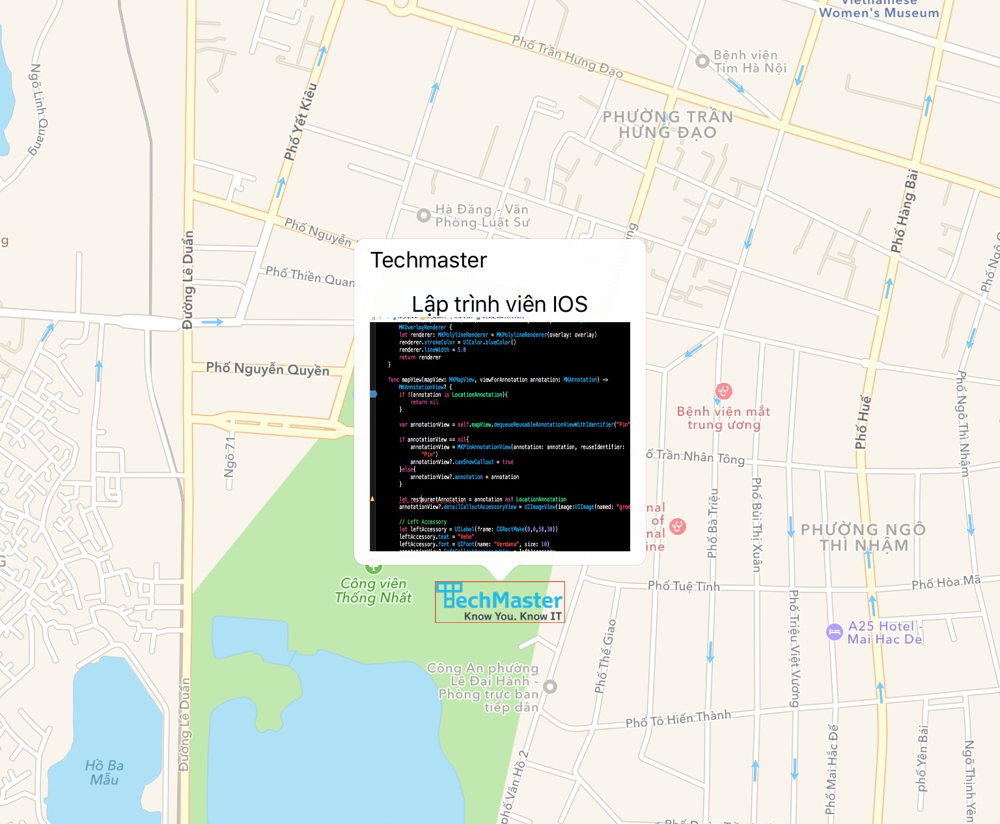 Vietnamese
Women's Museum
Phố Trần Hưng Đạo
Bệnh viện
Tim Hà Nội
Ngõ Linh Quang
Phố Yết Kiêu
PHƯỜNG TRẦN
HƯNG ĐẠO
Phố Hàng Bài
Hà Đăng - Văn
Phòng Luật Sư
Phố Nguyễn
Đường Lê Duẩn
Phố Thiền Quang
Techmaster
Lập trình viên IOS
MKOverlayRenderer {
let renderer: MKPolylineRenderer = MKPolylineRenderer(overlay: overlay)
renderer.strokeColor = UIColor.blueColor()
renderer.lineWidth = 5.0
return renderer
}
func mapView(mapView: MKMapView, viewForAnnotation annotation: MKAnnotation) ->
MKAnnotationView? {
if !(annotation is LocationAnnotation){
return nil
}
var annotationView = self.mapView.dequeueReusableAnnotationViewWithIdentifier("Pin"
if annotationView == nil{
annotationView = MKPinAnnotationView(annotation: annotation, reuseIdentifier:
"Pin")
annotationView?.canShowCallout = true
}else{
annotationView?.annotation = annotation
}
let restaurantAnnotation = annotation as! LocationAnnotation
annotationView?.detailCalloutAccessoryView = UIImageView(image:UIImage(named: "gree
// Left Accessory
let leftAccessory = UILabel(frame: CGRectMake(0,0,50,30))
leftAccessory.text = "Hehe"
leftAccessory.font = UIFont(name: "Verdana", size: 10)
annotationView?.leftCalloutAccessoryView = leftAccessory
Phố Nguyễn Quyền
Ngõ 71
Bệnh viện mắt
trung ương
Phố Huế
Phố Ngô Thì Nhậm
hố Trần Nhân Tông
Phố Bà Triệu
Phố Bùi Thị Xuân
onal
of
nal
ine
PHƯỜNG NGÔ
THÌ NHẬM
Công viên
Thống Nhất
TechMaster
Know You. Know IT
Phố Tuệ Tĩnh
Phố Hòa Mã
Phố Thể Giao
Phố Triệu Việt Vương
A25 Hotel -
Mai Hac De
Công An phường
Lê Đại Hành -
Phòng trực ban
tiếp dân
Đường Lê Duẩn
Phố Tô Hiến Thành
Hồ Ba
Mẫu
phố Vân Hồ 2
Phố Mai Hắc Đế
phố Yên Bái
Ngõ Thịnh Yên